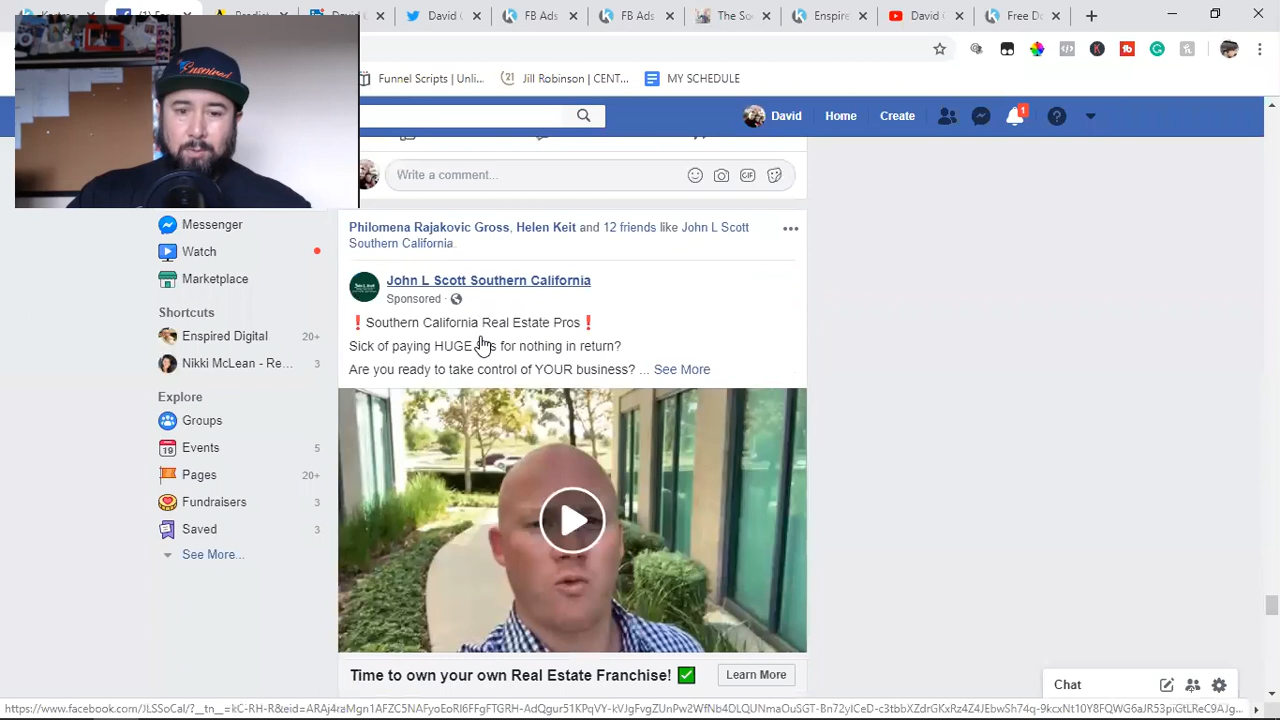 (1) Fa
David
FB Ads
FB Ads
The S
David
Free D
Funnel Scripts | Unli...
Jill Robinson | CENT...
MY SCHEDULE
Enspired
David
Home
Create
1
Write a comment...
GIF
Messenger
Watch
Marketplace
Shortcuts
Enspired Digital 20+
Nikki McLean - Re...
Explore
Groups
Events 5
Pages 20+
Fundraisers 3
Saved 3
See More...
Philomena Rajakovic Gross, Helen Keit and 12 friends like John L Scott
Southern California.
John L Scott Southern California
Sponsored ·
❗Southern California Real Estate Pros❗
Sick of paying HUGE for nothing in return?
Are you ready to take control of YOUR business? ... See More
Time to own your own Real Estate Franchise! ✅
Learn More
Chat